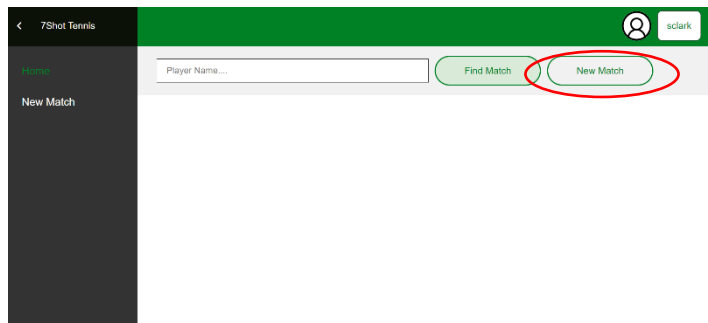 7Shot Tennis
sclark
Home
Player Name...
Find Match
New Match
New Match